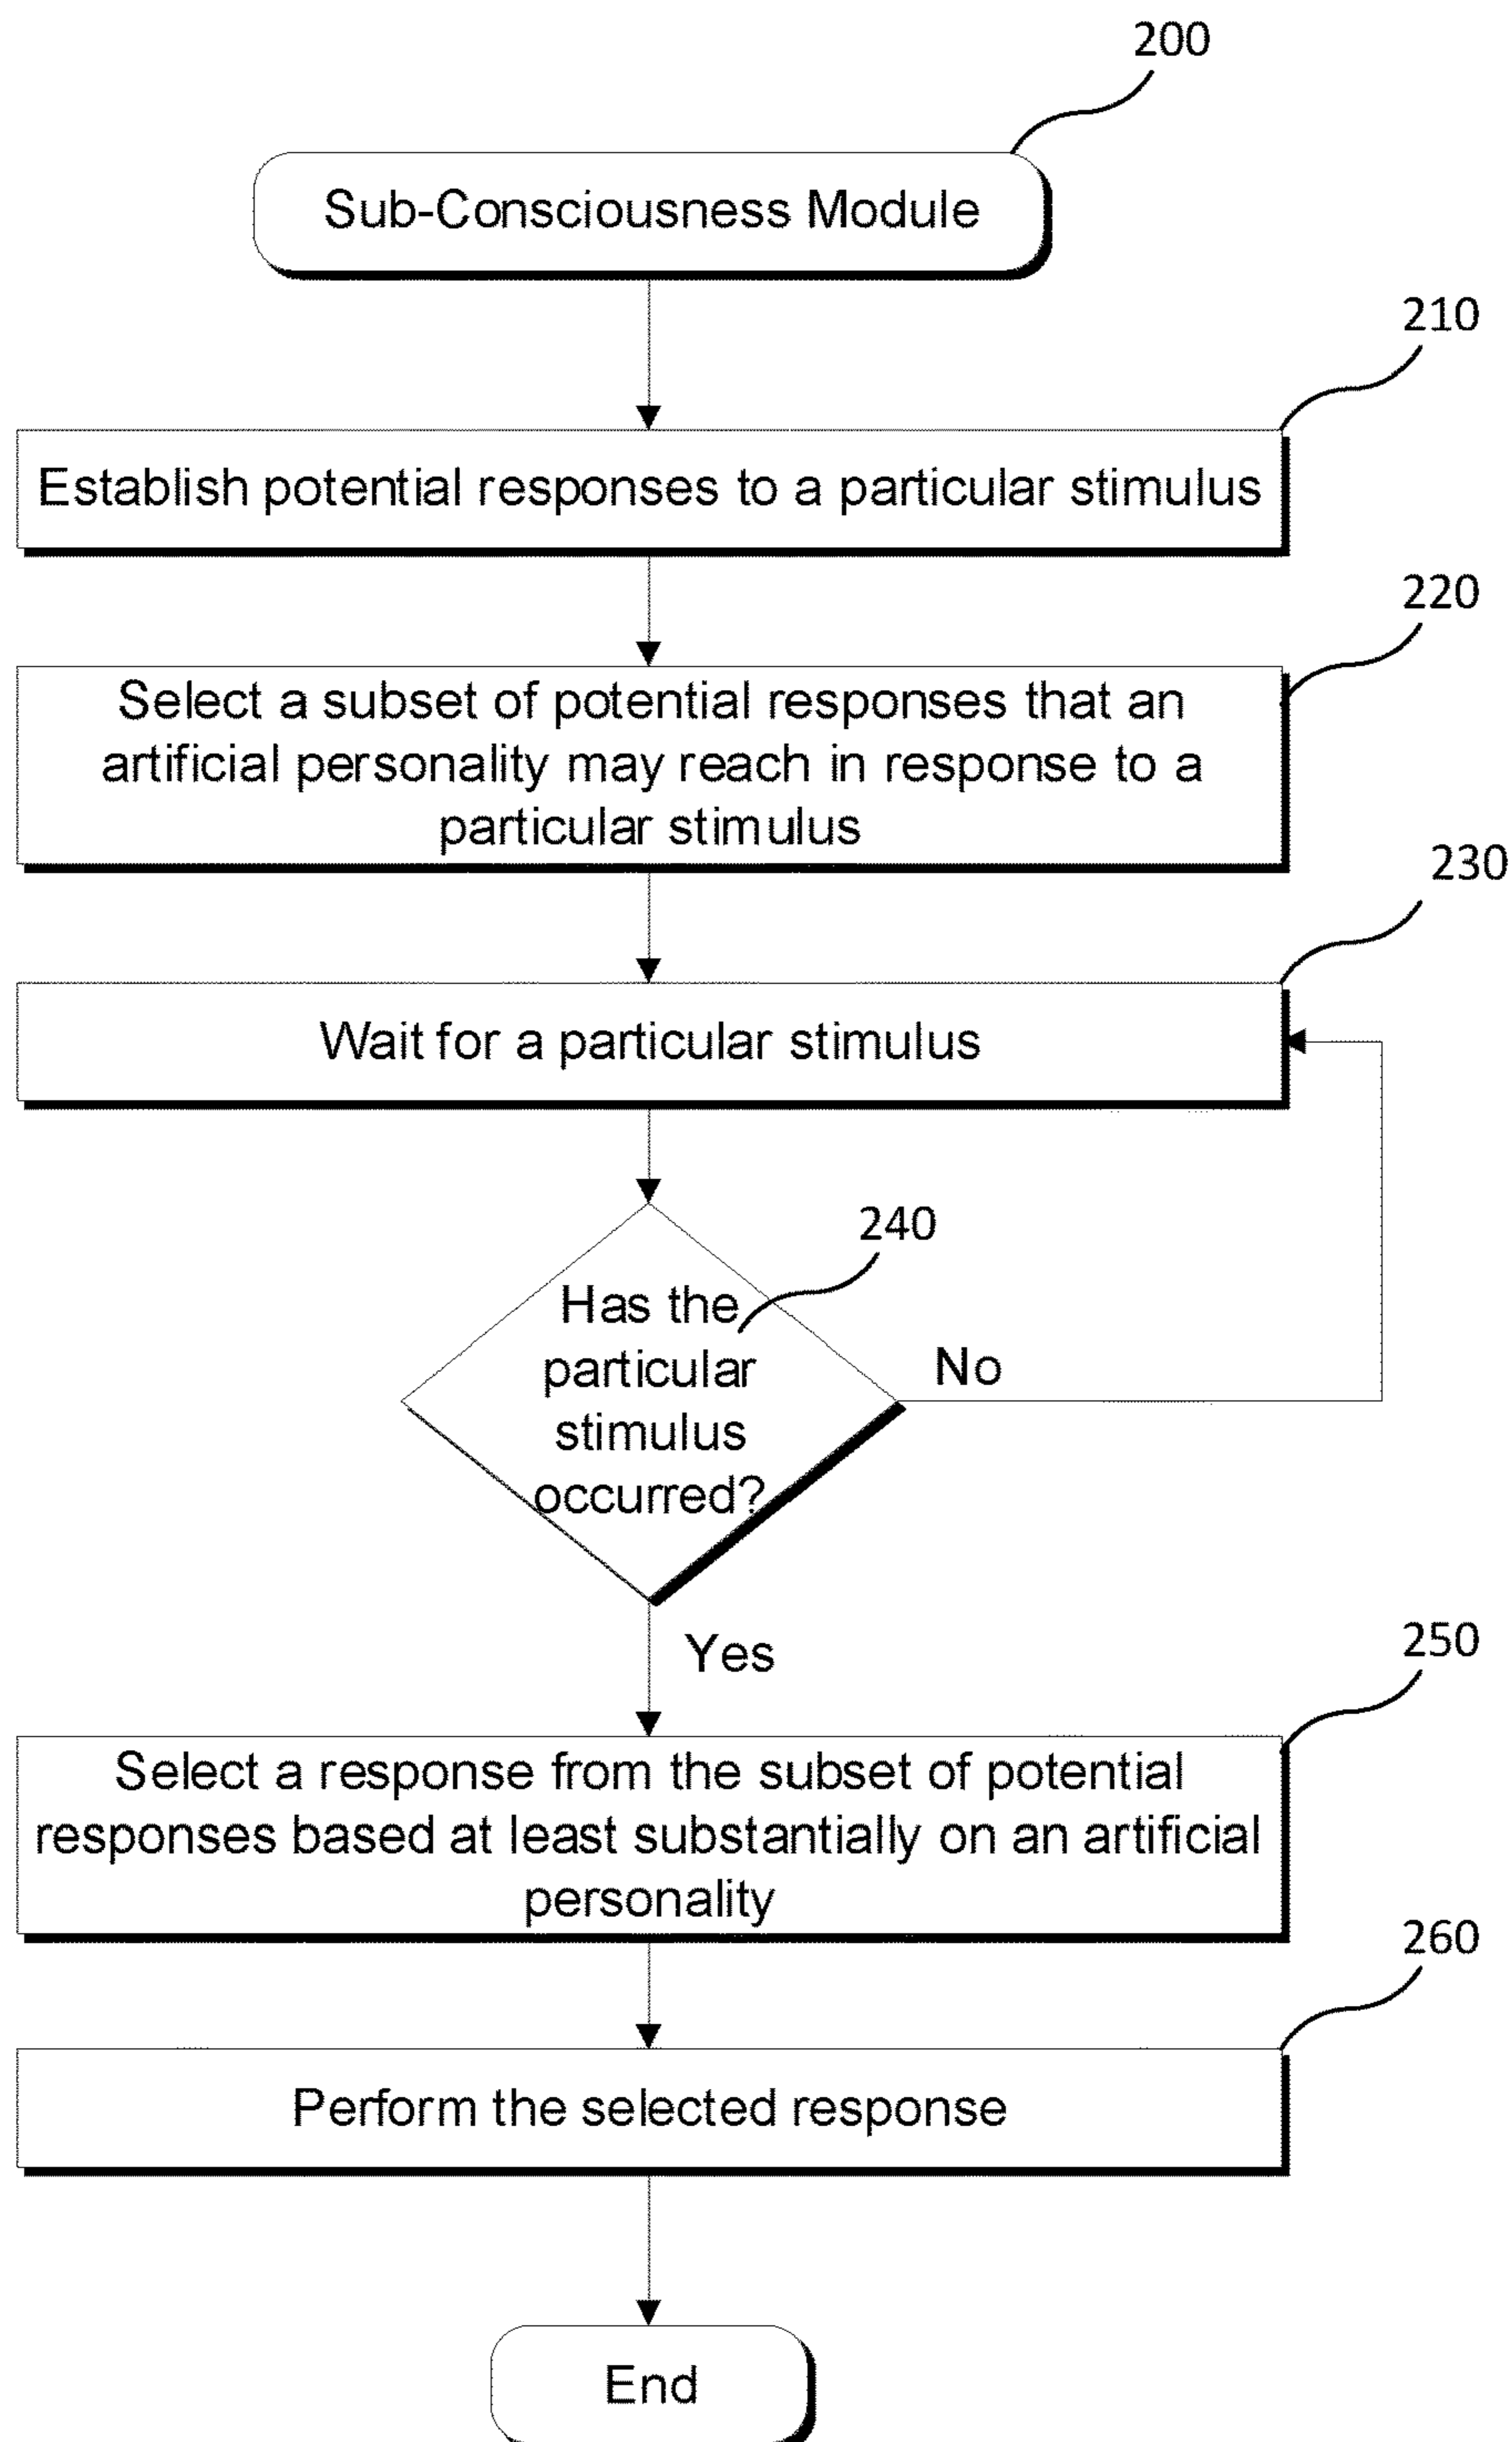 200
Sub-Consciousness Module
210
Establish potential responses to a particular stimulus
220
Select a subset of potential responses that an
artificial personality may reach in response to a
particular stimulus
230
Wait for a particular stimulus
240
Has the
particular
stimulus
occurred?
No
Yes
250
Select a response from the subset of potential
responses based at least substantially on an artificial
personality
260
Perform the selected response
End